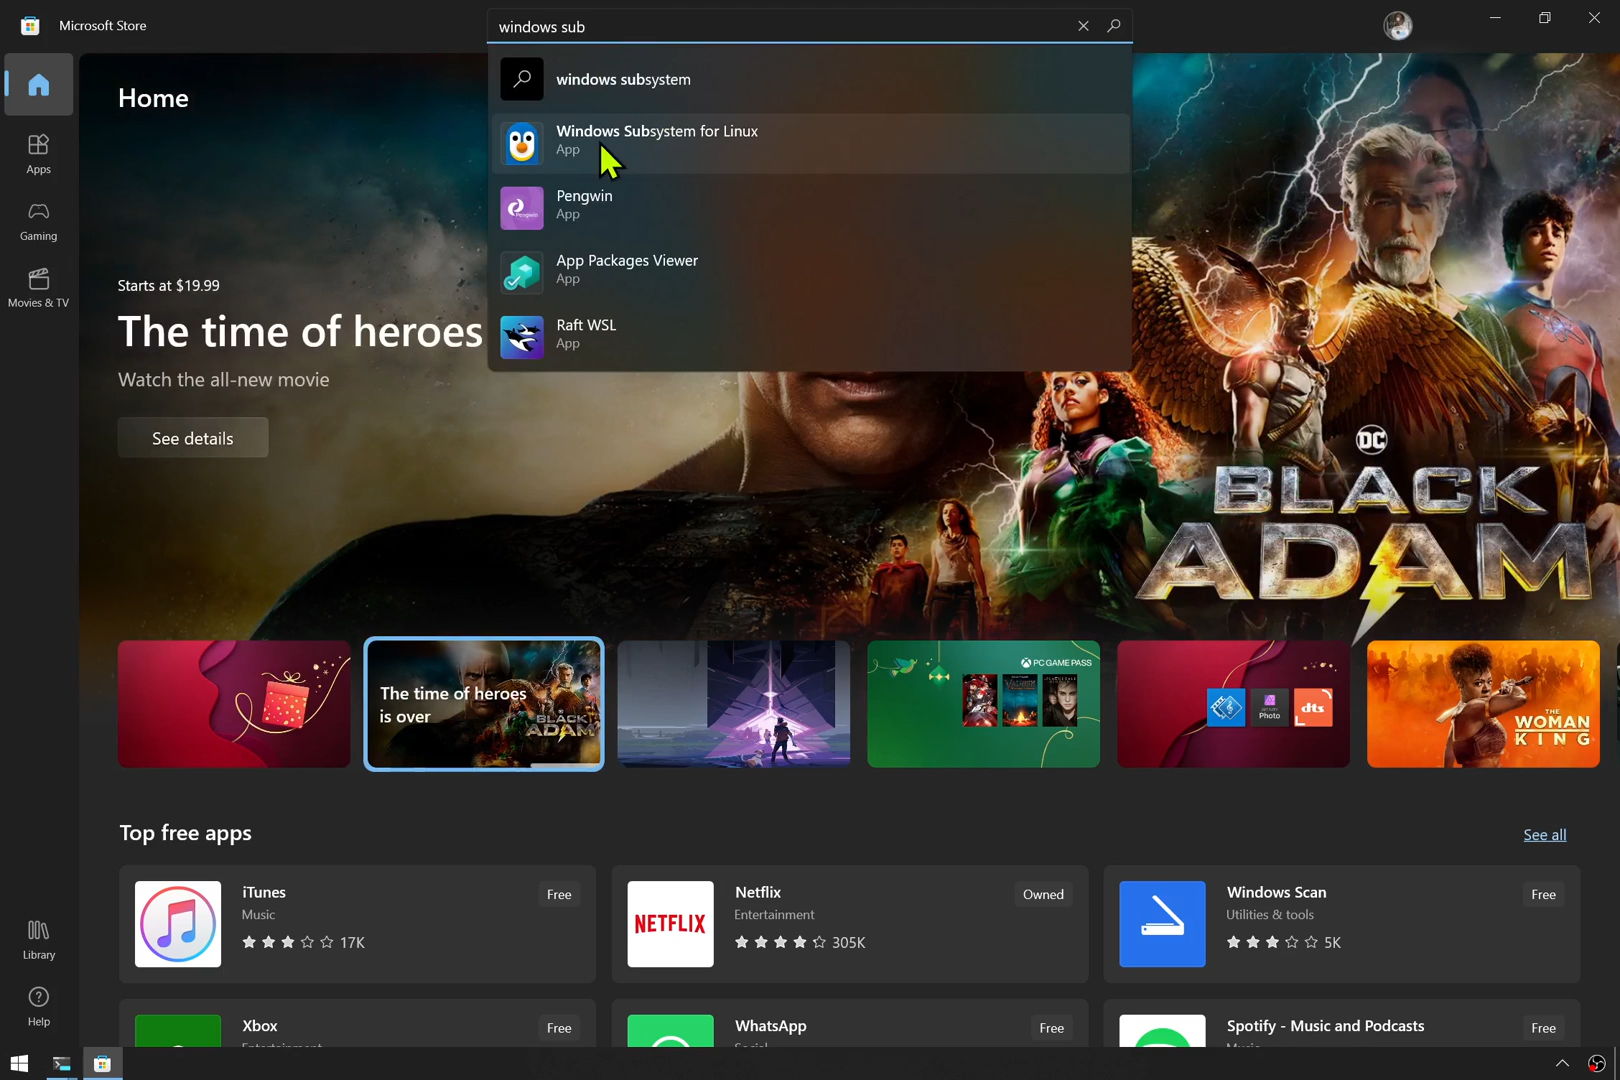 Microsoft Store
windows sub
windows subsystem
Windows Subsystem for Linux
App
Pengwin
App
App Packages Viewer
App
Raft WSL
App
Home
Apps
Gaming
Movies & TV
Library
Help
Starts at $19.99
The time of heroes
Watch the all-new movie
See details
DC
BLACK
ADAM
The time of heroes
is over
BLACK
ADAM
PC GAME PASS
Photo
dts
THE
WOMAN
KING
Top free apps
See all
iTunes
Free
Music
17K
NETFLIX
Netflix
Owned
Entertainment
305K
Windows Scan
Free
Utilities & tools
5K
Xbox
Free
WhatsApp
Free
Spotify - Music and Podcasts
Free